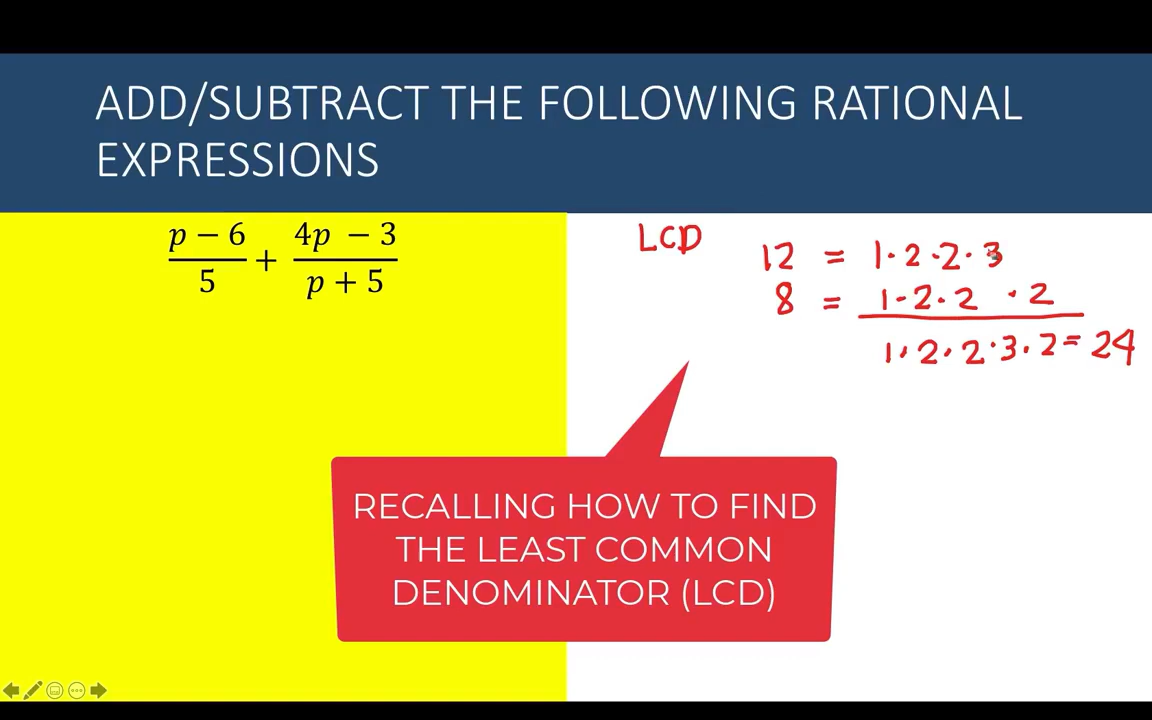 ADD/SUBTRACT THE FOLLOWING RATIONAL
EXPRESSIONS
p − 6 / 5 + 4p − 3 / p + 5
LCD
12 = 1·2·2·3
8 = 1·2·2 ·2
1·2·2·3·2=24
RECALLING HOW TO FIND
THE LEAST COMMON
DENOMINATOR (LCD)